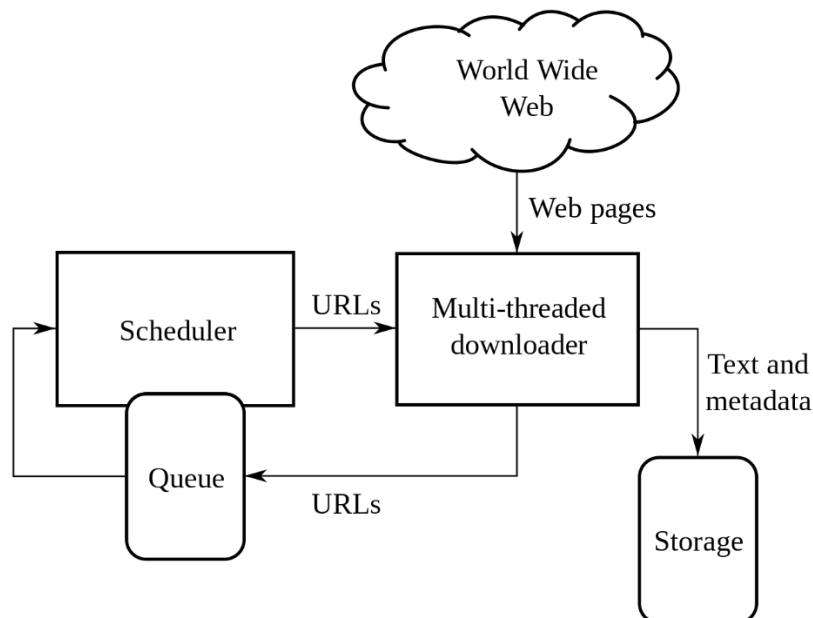 World Wide
Web
Web pages
URLs
Scheduler
Multi-threaded
downloader
Text and
metadata
Queue
URLs
Storage